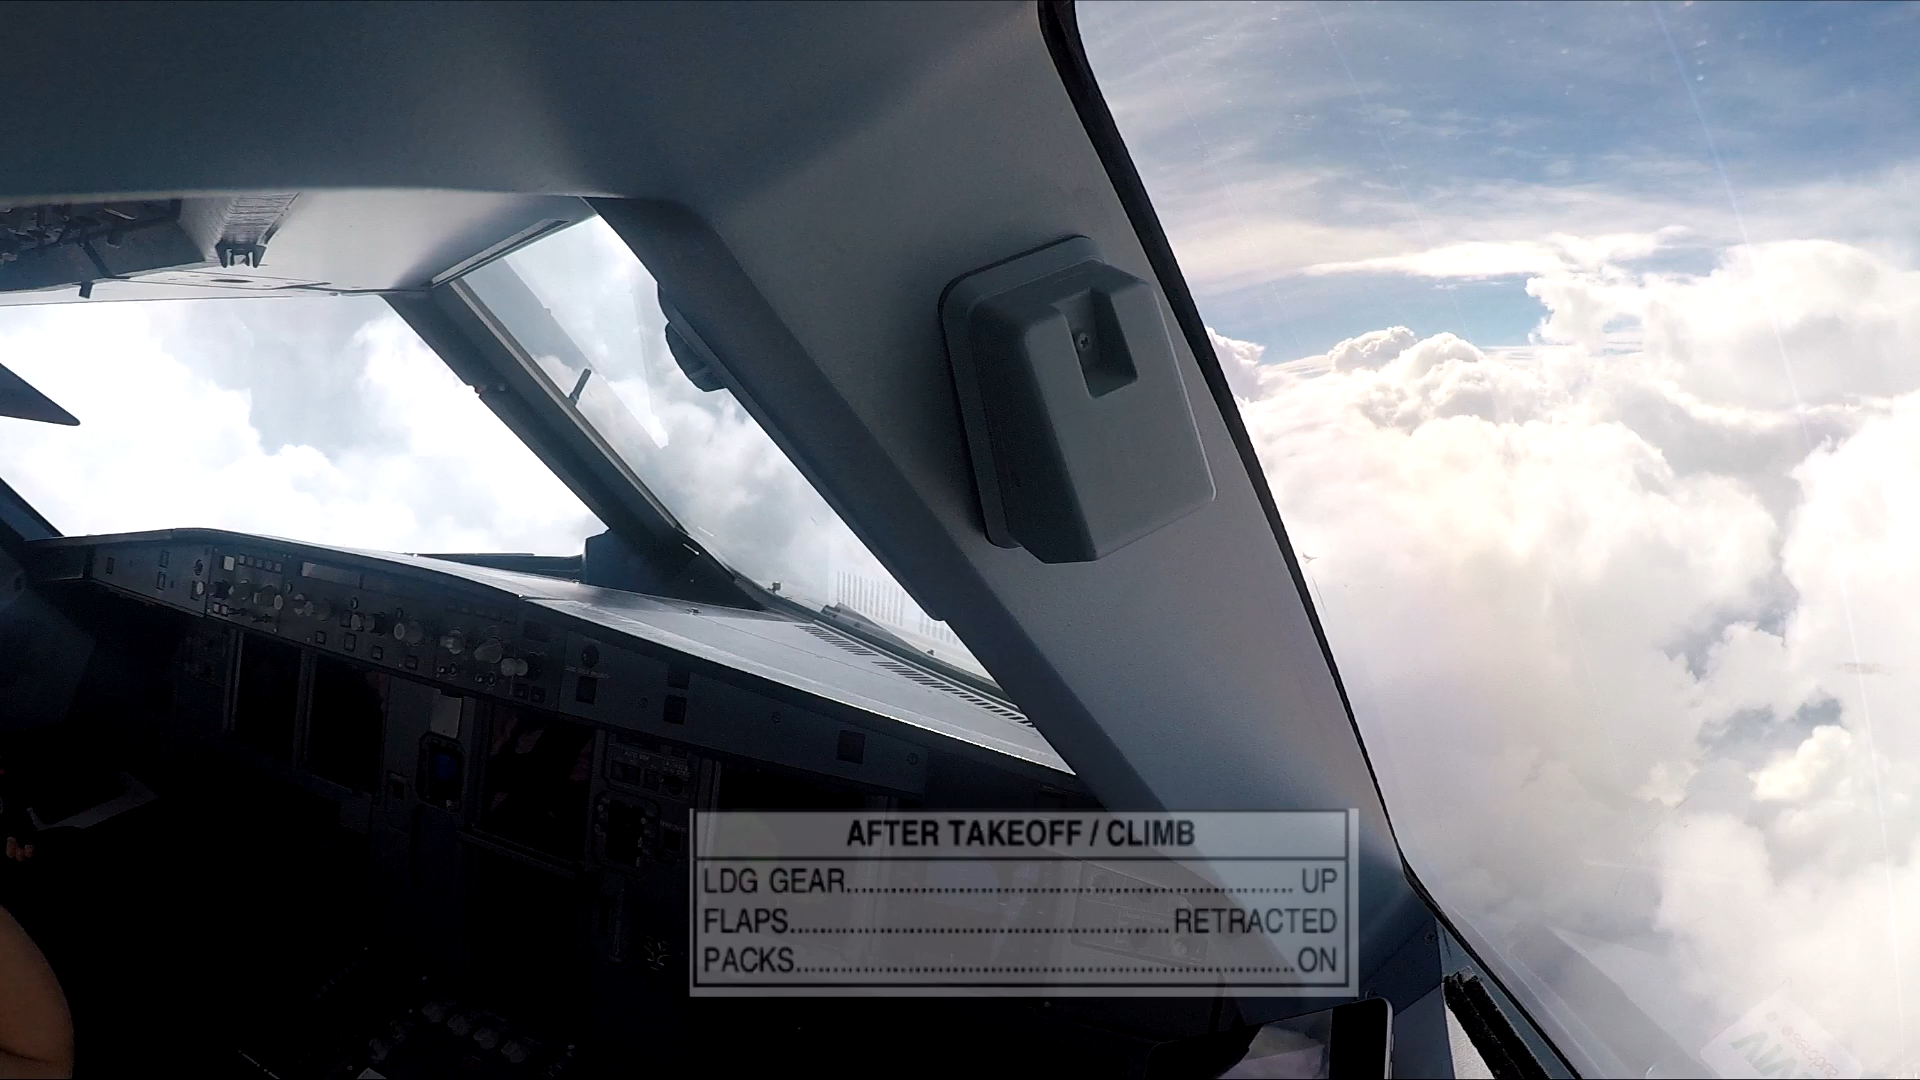 AFTER TAKEOFF / CLIMB
LDG GEAR.................................................. UP
FLAPS..........................................RETRACTED
PACKS........................................................ON